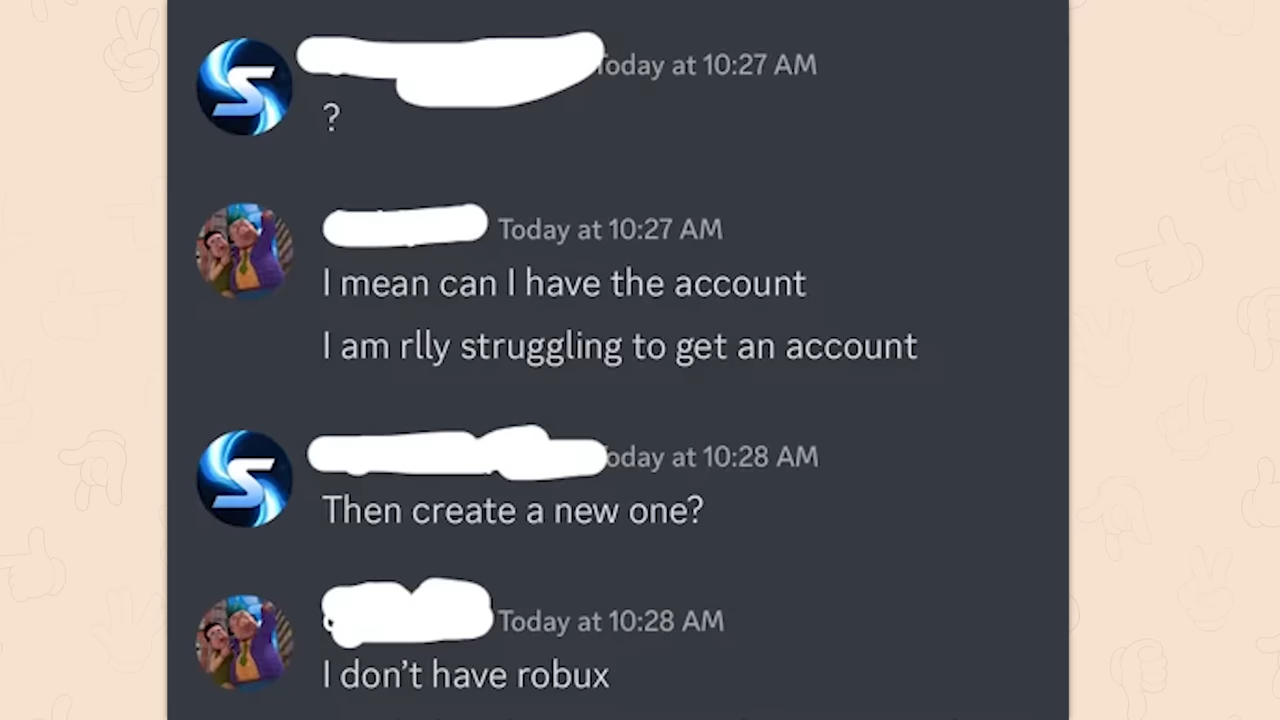 Today at 10:27 AM
?
Today at 10:27 AM
I mean can I have the account
I am rlly struggling to get an account
oday at 10:28 AM
Then create a new one?
Today at 10:28 AM
I don't have robux